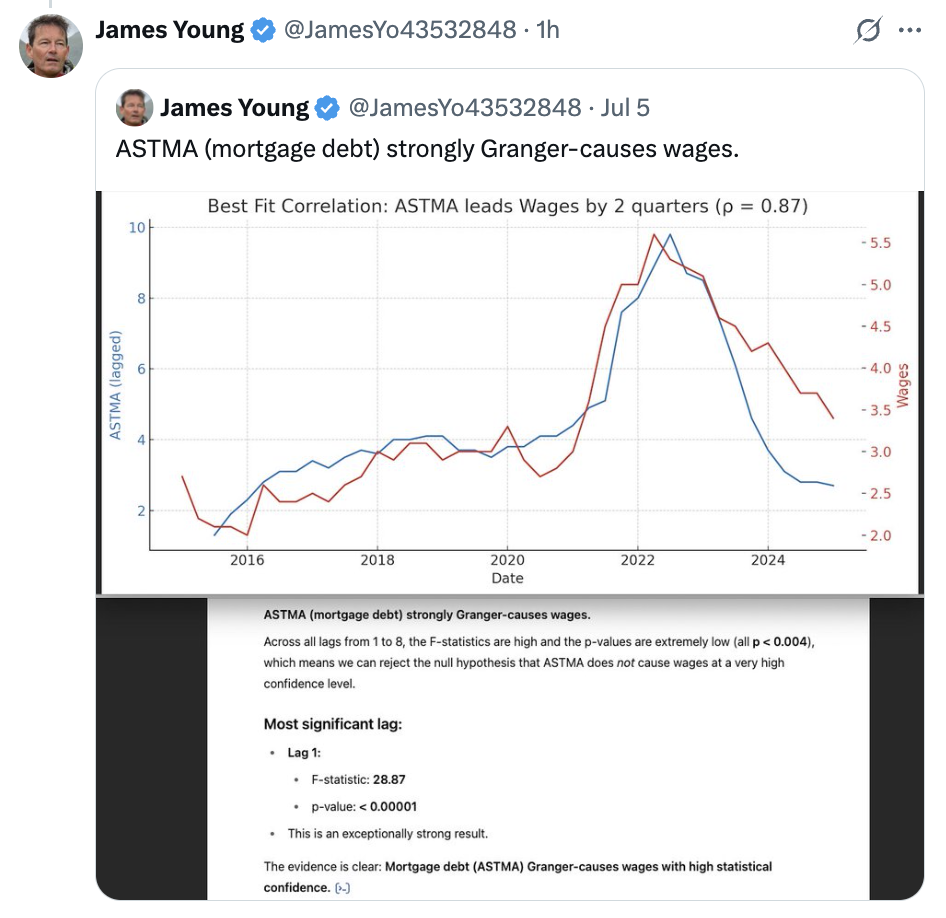 James Young @JamesYo43532848 · 1h
James Young @JamesYo43532848 · Jul 5
ASTMA (mortgage debt) strongly Granger-causes wages.
Best Fit Correlation: ASTMA leads Wages by 2 quarters (ρ = 0.87)
10
8
6
4
2
ASTMA (lagged)
5.5
5.0
4.5
4.0
3.5
3.0
2.5
2.0
Wages
2016 2018 2020 2022 2024
Date
ASTMA (mortgage debt) strongly Granger-causes wages.
Across all lags from 1 to 8, the F-statistics are high and the p-values are extremely low (all p < 0.004),
which means we can reject the null hypothesis that ASTMA does not cause wages at a very high
confidence level.
Most significant lag:
• Lag 1:
• F-statistic: 28.87
• p-value: < 0.00001
• This is an exceptionally strong result.
The evidence is clear: Mortgage debt (ASTMA) Granger-causes wages with high statistical
confidence. [>-]